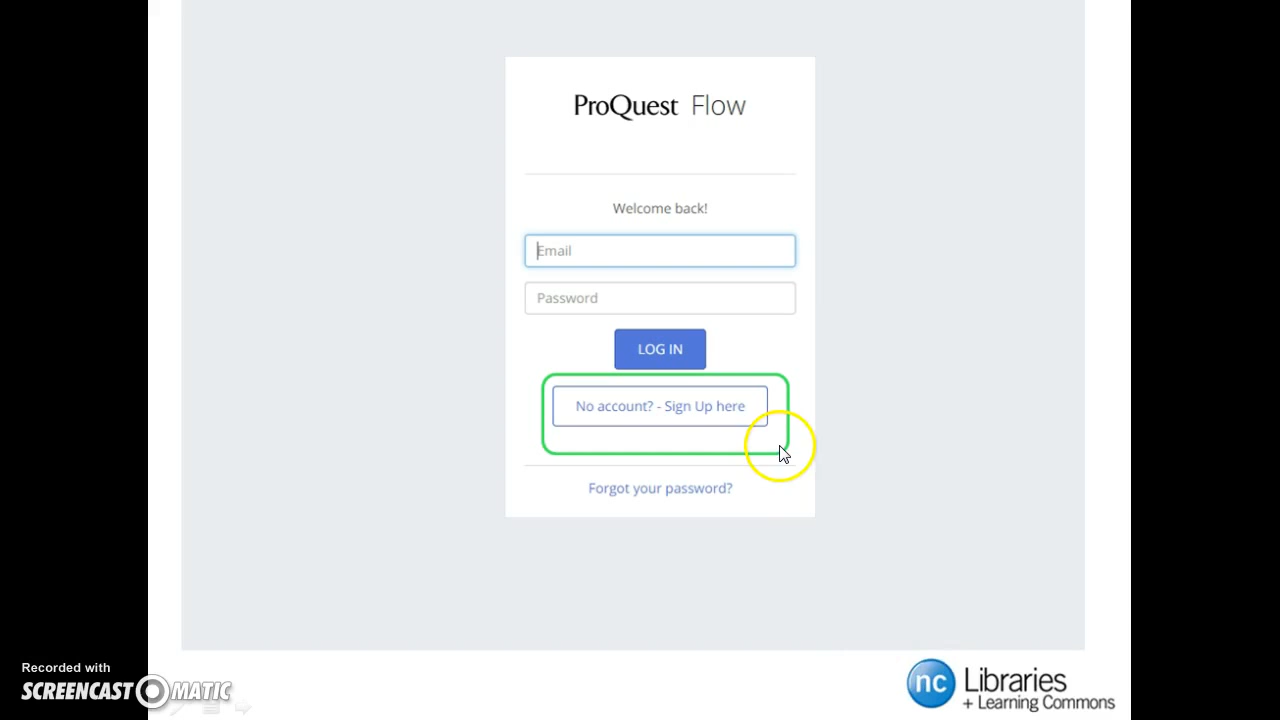 ProQuest Flow
Welcome back!
Email
Password
LOG IN
No account? - Sign Up here
Forgot your password?
Recorded with
SCREENCAST MATIC
nc Libraries
+ Learning Commons